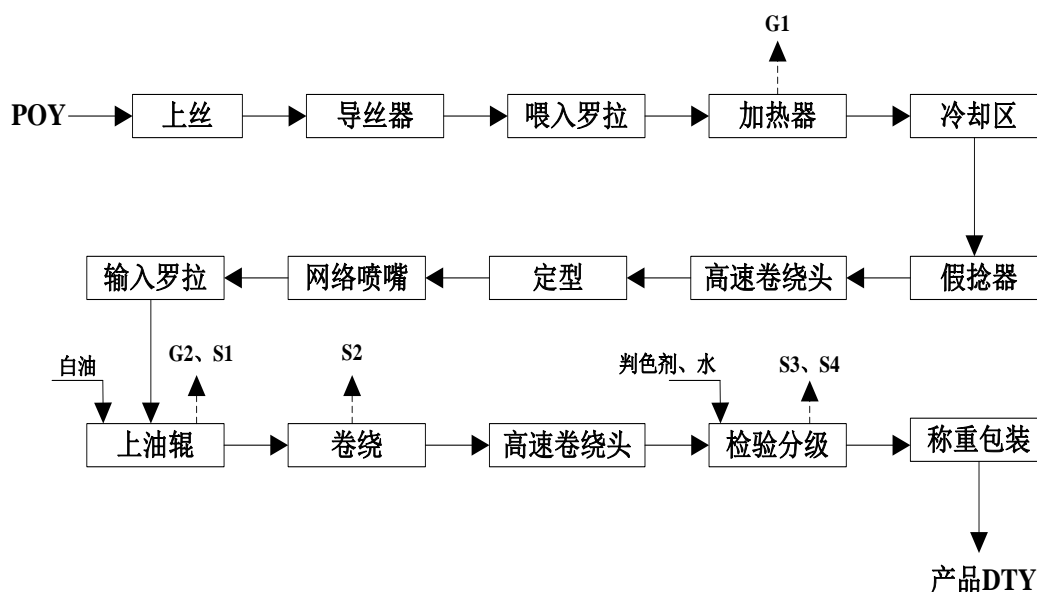 G1
POY
上丝
导丝器
喂入罗拉
加热器
冷却区
输入罗拉
网络喷嘴
定型
高速卷绕头
假捻器
白油
G2、S1
S2
判色剂、水
S3、S4
上油辊
卷绕
高速卷绕头
检验分级
称重包装
产品DTY